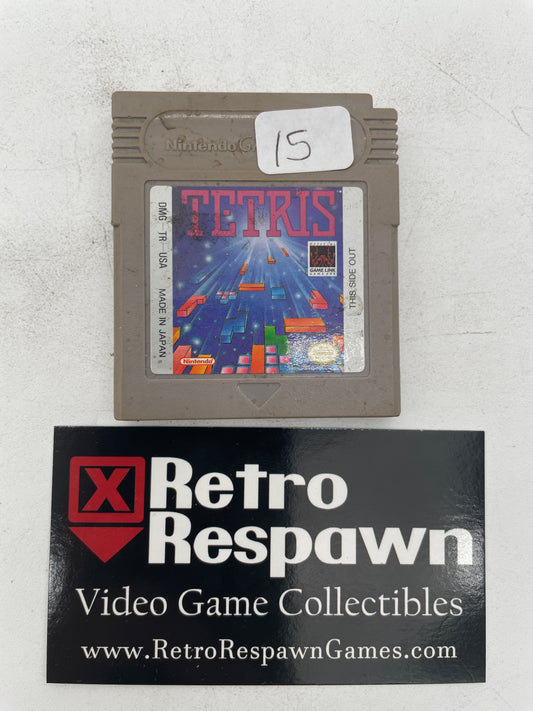 Nintendo GA
15
TETRIS
DMG-TR-USA MADE IN JAPAN
GAME LINK
THIS SIDE OUT
Nintendo
X Retro
Respawn
Video Game Collectibles
www.RetroRespawnGames.com